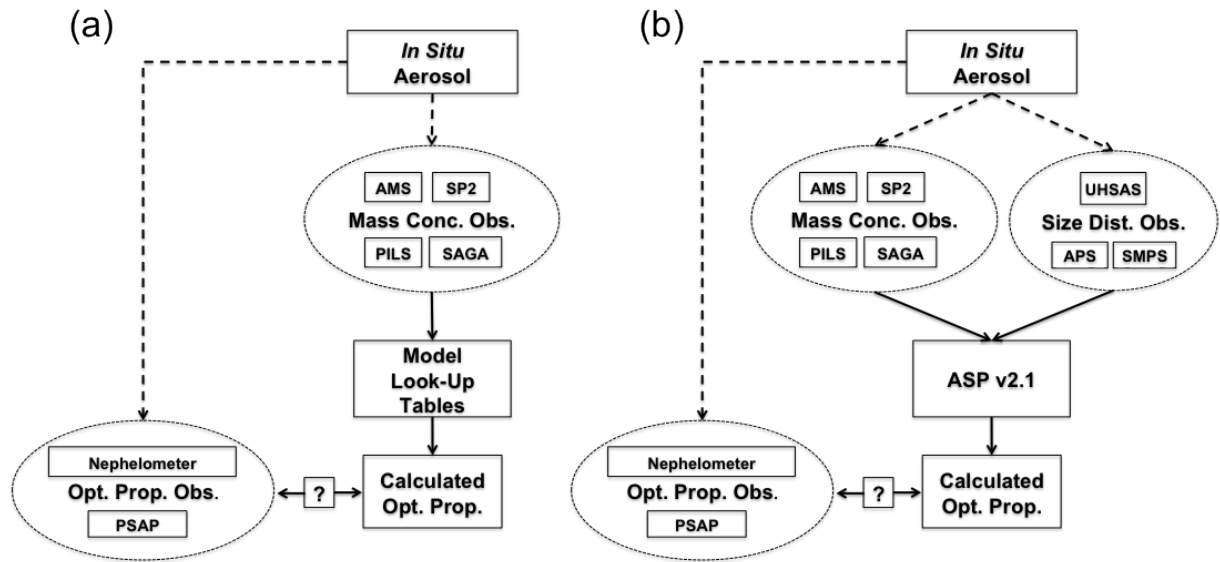 (a)
In Situ
Aerosol
AMS SP2
Mass Conc. Obs.
PILS SAGA
Model
Look-Up
Tables
Nephelometer
Opt. Prop. Obs.
PSAP
?
Calculated
Opt. Prop.
(b)
In Situ
Aerosol
AMS SP2
Mass Conc. Obs.
PILS SAGA
UHSAS
Size Dist. Obs.
APS SMPS
ASP v2.1
Nephelometer
Opt. Prop. Obs.
PSAP
?
Calculated
Opt. Prop.